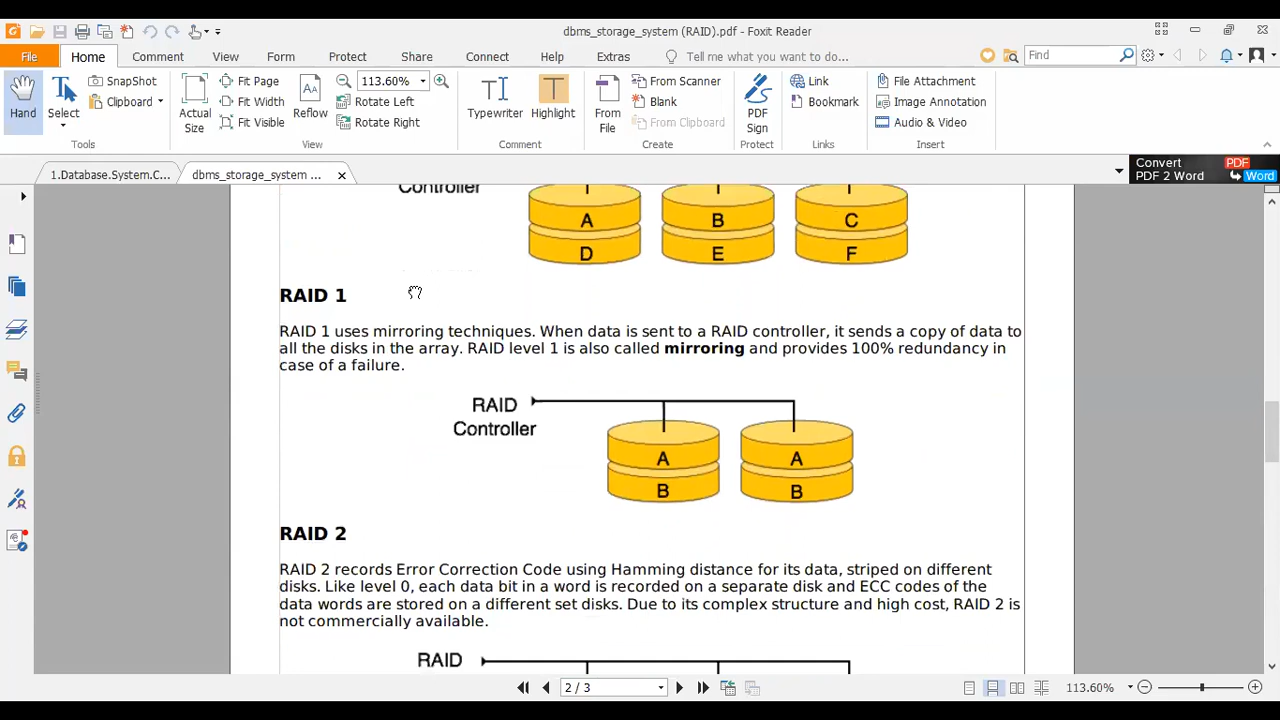 dbms_storage_system (RAID).pdf - Foxit Reader
File Home Comment View Form Protect Share Connect Help Extras Tell me what you want to do... Find
Hand Select SnapShot Clipboard
Actual Size Fit Page Fit Width Fit Visible Reflow 113.60% Rotate Left Rotate Right
Typewriter Highlight
From File From Scanner Blank From Clipboard
PDF Sign
Link Bookmark
File Attachment Image Annotation Audio & Video
Tools View Comment Create Protect Links Insert
1.Database.System.C... dbms_storage_system ...
Convert PDF
PDF 2 Word Word
Controller
A B C
D E F
RAID 1
RAID 1 uses mirroring techniques. When data is sent to a RAID controller, it sends a copy of data to
all the disks in the array. RAID level 1 is also called mirroring and provides 100% redundancy in
case of a failure.
RAID
Controller
A A
B B
RAID 2
RAID 2 records Error Correction Code using Hamming distance for its data, striped on different
disks. Like level 0, each data bit in a word is recorded on a separate disk and ECC codes of the
data words are stored on a different set disks. Due to its complex structure and high cost, RAID 2 is
not commercially available.
RAID
2 / 3 113.60%